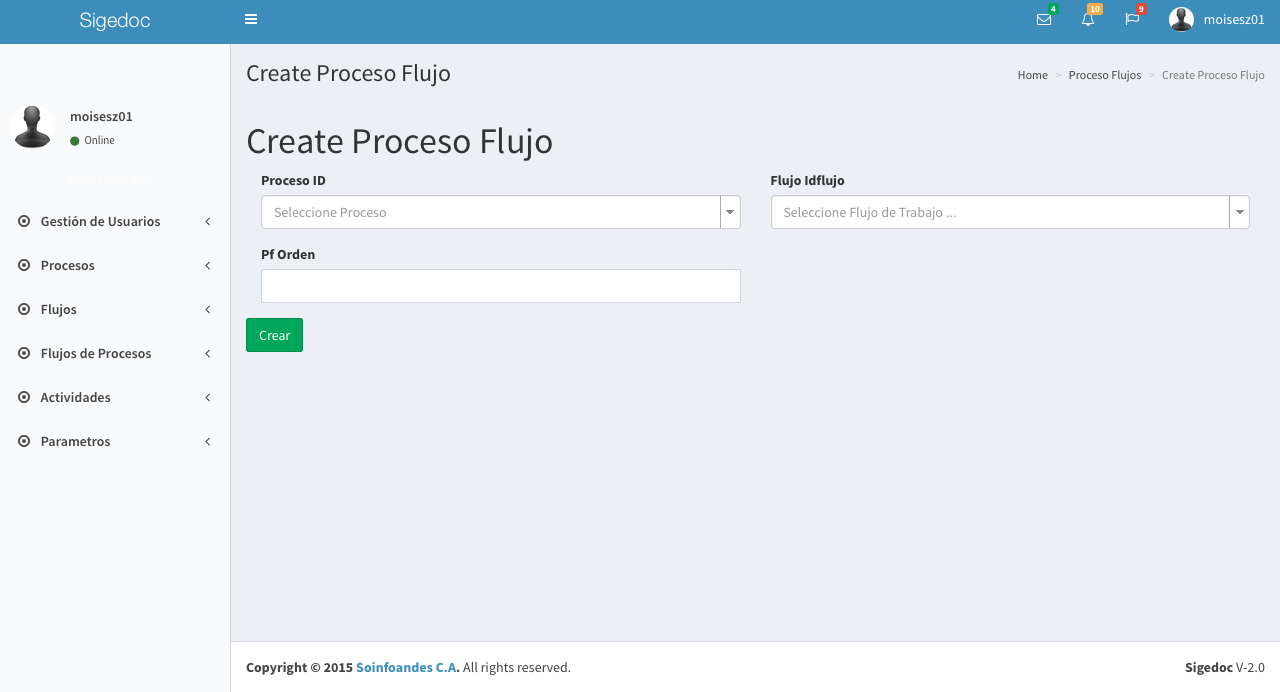 Sigedoc
4
10
9
moisesz01
moisesz01
Online
Gestión de Usuarios
Procesos
Flujos
Flujos de Procesos
Actividades
Parametros
Create Proceso Flujo
Home > Proceso Flujos > Create Proceso Flujo
Create Proceso Flujo
Proceso ID
Seleccione Proceso
Flujo Idflujo
Seleccione Flujo de Trabajo ...
Pf Orden
Crear
Copyright © 2015 Soinfoandes C.A. All rights reserved.
Sigedoc V-2.0